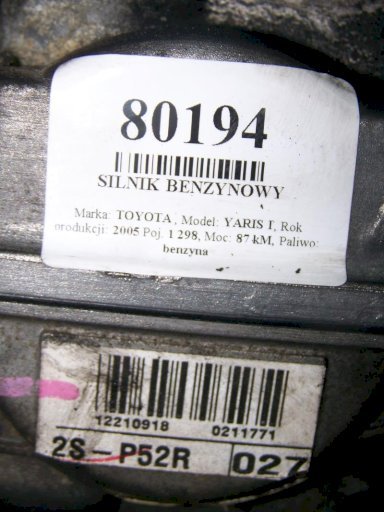 80194
SILNIK BENZYNOWY
Marka: TOYOTA , Model: YARIS I, Rok
produkcji: 2005 Poj. 1 298, Moc: 87 kM, Paliwo:
benzyna
12210918 0211771
2S-P52R 027